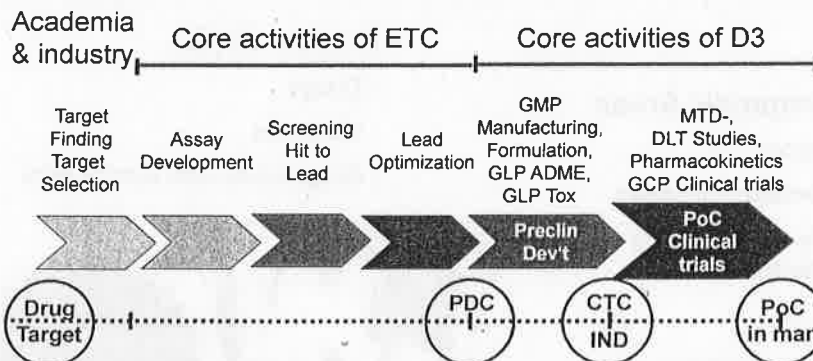 Academia
& industry
Core activities of ETC
Core activities of D3
Target
Finding
Target
Selection
Assay
Development
Screening
Hit to
Lead
Lead
Optimization
GMP
Manufacturing,
Formulation,
GLP ADME,
GLP Tox
MTD-,
DLT Studies,
Pharmacokinetics
GCP Clinical trials
Preclin
Dev't
PoC
Clinical
trials
Drug
Target
PDC
CTC
IND
PoC
in man